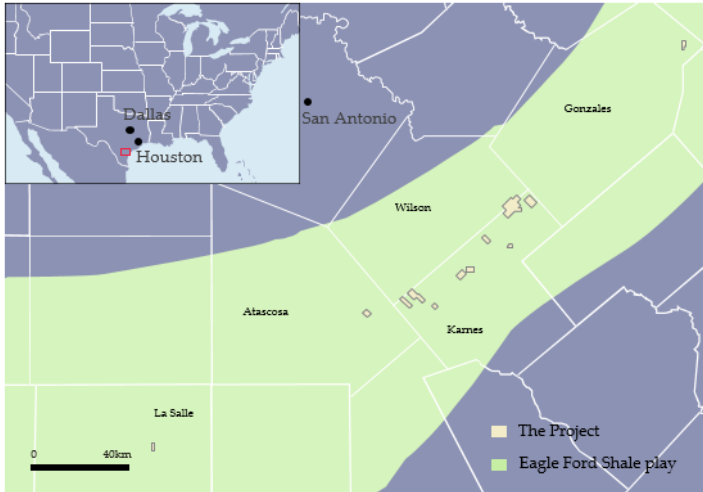 Dallas
Houston
San Antonio
Gonzales
Wilson
Atascosa
Karnes
La Salle
0 40km
The Project
Eagle Ford Shale play